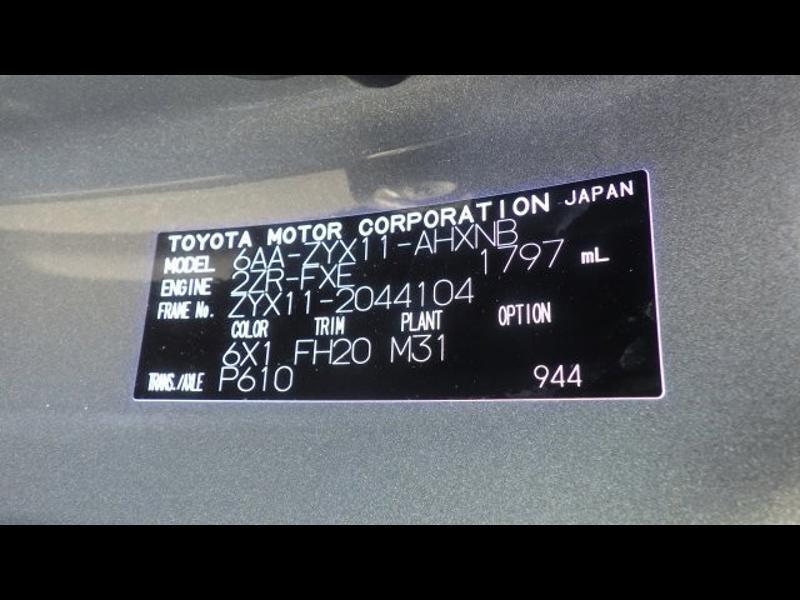 TOYOTA MOTOR CORPORATION JAPAN
MODEL 6AA-ZYX11-AHXNB
ENGINE 2ZR-FXE 1797 mL
FRAME No. ZYX11-2044104
COLOR TRIM PLANT OPTION
6X1 FH20 M31
TRANS./AXLE P610 944